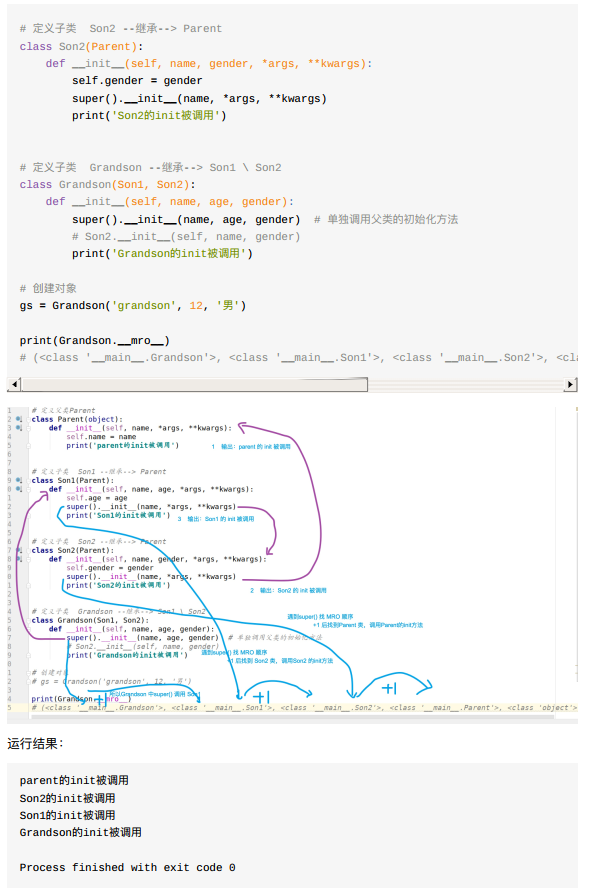 # 定义子类  Son2 --继承--> Parent
class Son2(Parent):
    def __init__(self, name, gender, *args, **kwargs):
        self.gender = gender
        super().__init__(name, *args, **kwargs)
        print('Son2的init被调用')
# 定义子类  Grandson --继承--> Son1 \ Son2
class Grandson(Son1, Son2):
    def __init__(self, name, age, gender):
        super().__init__(name, age, gender)  # 单独调用父类的初始化方法
        # Son2.__init__(self, name, gender)
        print('Grandson的init被调用')
# 创建对象
gs = Grandson('grandson', 12, '男')
print(Grandson.__mro__)
# (<class '__main__.Grandson'>, <class '__main__.Son1'>, <class '__main__.Son2'>, <cla
# 定义父类Parent
class Parent(object):
    def __init__(self, name, *args, **kwargs):
        self.name = name
        print('parent的init被调用')
1 输出：parent 的 init 被调用
# 定义子类  Son1 --继承--> Parent
class Son1(Parent):
    def __init__(self, name, age, *args, **kwargs):
        self.age = age
        super().__init__(name, *args, **kwargs)
        print('Son1的init被调用')
3 输出：Son1 的 init 被调用
# 定义子类  Son2 --继承--> Parent
class Son2(Parent):
    def __init__(self, name, gender, *args, **kwargs):
        self.gender = gender
        super().__init__(name, *args, **kwargs)
        print('Son2的init被调用')
2 输出：Son2 的 init 被调用
遇到super() 找 MRO 顺序
+1 后找到Parent 类，调用Parent的init方法
# 定义子类  Grandson --继承--> Son1 \ Son2
class Grandson(Son1, Son2):
    def __init__(self, name, age, gender):
        super().__init__(name, age, gender)  # 单独调用父类的初始化方法
        # Son2.__init__(self, name, gender)
        print('Grandson的init被调用')
遇到super() 找 MRO 顺序
+1 后找到 Son2 类，调用Son2 的init方法
# 创建对象
# gs = Grandson('grandson', 12, '男')
+1
所以Grandson 中super() 调用 Son1
+1
+1
print(Grandson.__mro__)
# (<class '__main__.Grandson'>, <class '__main__.Son1'>, <class '__main__.Son2'>, <class '__main__.Parent'>, <class 'object'>
运行结果：
parent的init被调用
Son2的init被调用
Son1的init被调用
Grandson的init被调用
Process finished with exit code 0